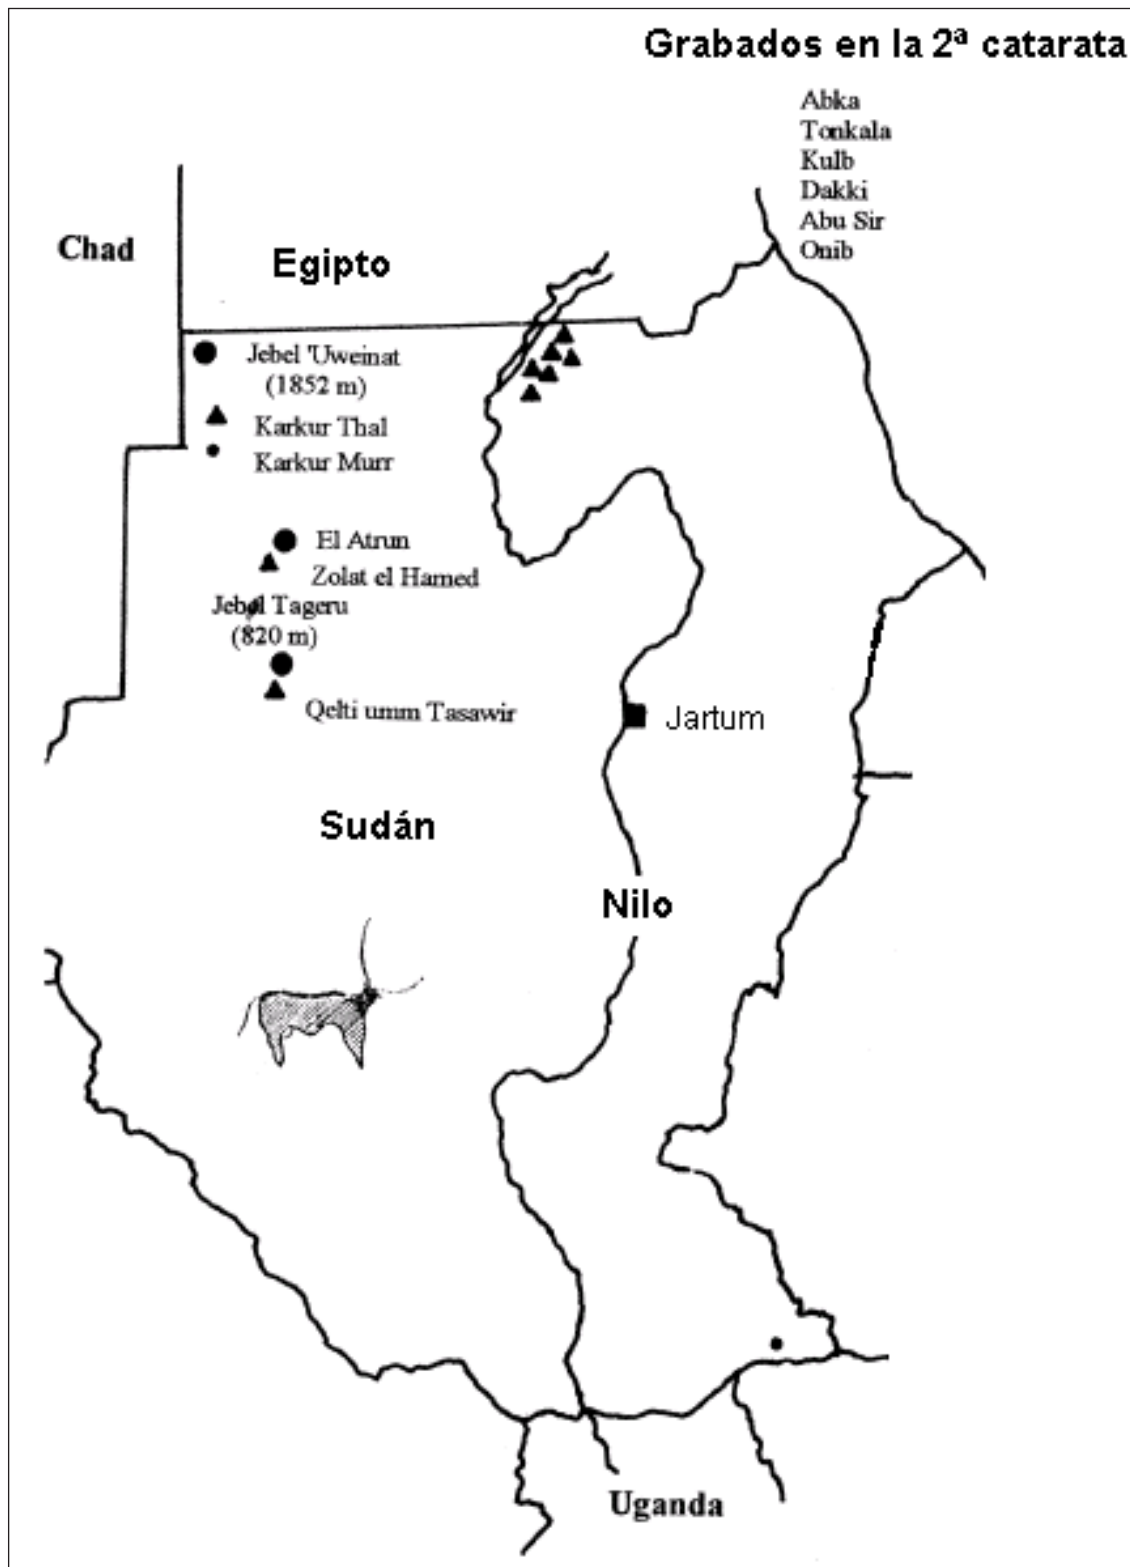 Grabados en la 2ª catarata
Abka
Tonkala
Kulb
Dakki
Abu Sir
Onib
Chad
Egipto
Jebel 'Uweinat
(1852 m)
Karkur Thal
Karkur Murr
El Atrun
Zolat el Hamed
Jebel Tageru
(820 m)
Qelti umm Tasawir
Jartum
Sudán
Nilo
Uganda